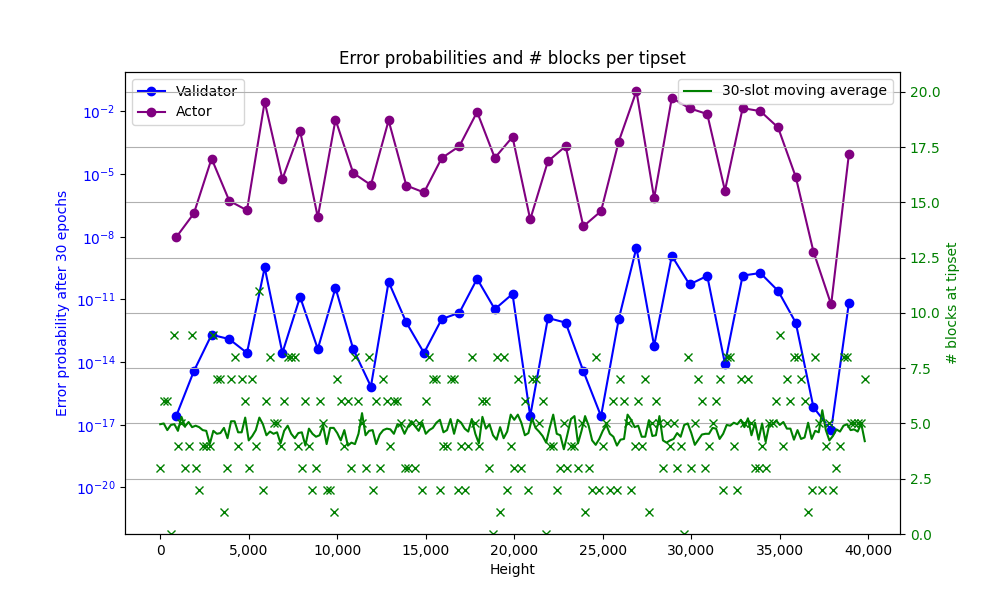 Error probabilities and # blocks per tipset
Validator
Actor
30-slot moving average
Error probability after 30 epochs
10⁻²
10⁻⁵
10⁻⁸
10⁻¹¹
10⁻¹⁴
10⁻¹⁷
10⁻²⁰
20.0
17.5
15.0
12.5
10.0
7.5
5.0
2.5
0.0
# blocks at tipset
0 5,000 10,000 15,000 20,000 25,000 30,000 35,000 40,000
Height